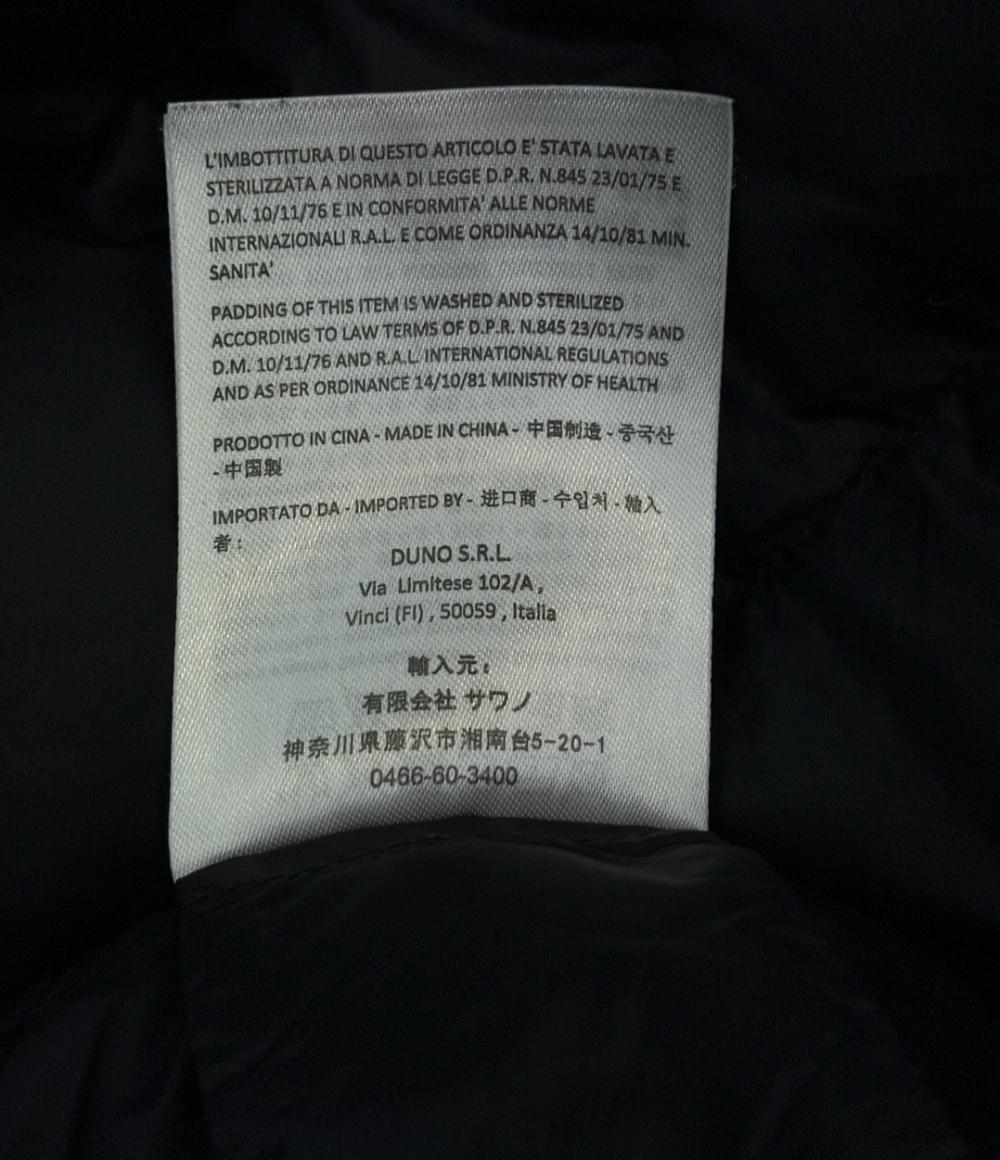 L'IMBOTTITURA DI QUESTO ARTICOLO E' STATA LAVATA E
STERILIZZATA A NORMA DI LEGGE D.P.R. N.845 23/01/75 E
D.M. 10/11/76 E IN CONFORMITA' ALLE NORME
INTERNAZIONALI R.A.L. E COME ORDINANZA 14/10/81 MIN.
SANITA'
PADDING OF THIS ITEM IS WASHED AND STERILIZED
ACCORDING TO LAW TERMS OF D.P.R. N.845 23/01/75 AND
D.M. 10/11/76 AND R.A.L. INTERNATIONAL REGULATIONS
AND AS PER ORDINANCE 14/10/81 MINISTRY OF HEALTH
PRODOTTO IN CINA - MADE IN CHINA - 中国制造 - 중국산
- 中国製
IMPORTATO DA - IMPORTED BY - 进口商 - 수입처 - 輸入
者 :
DUNO S.R.L.
Via Limitese 102/A ,
Vinci (FI) , 50059 , Italia
輸入元：
有限会社 サワノ
神奈川県藤沢市湘南台5-20-1
0466-60-3400